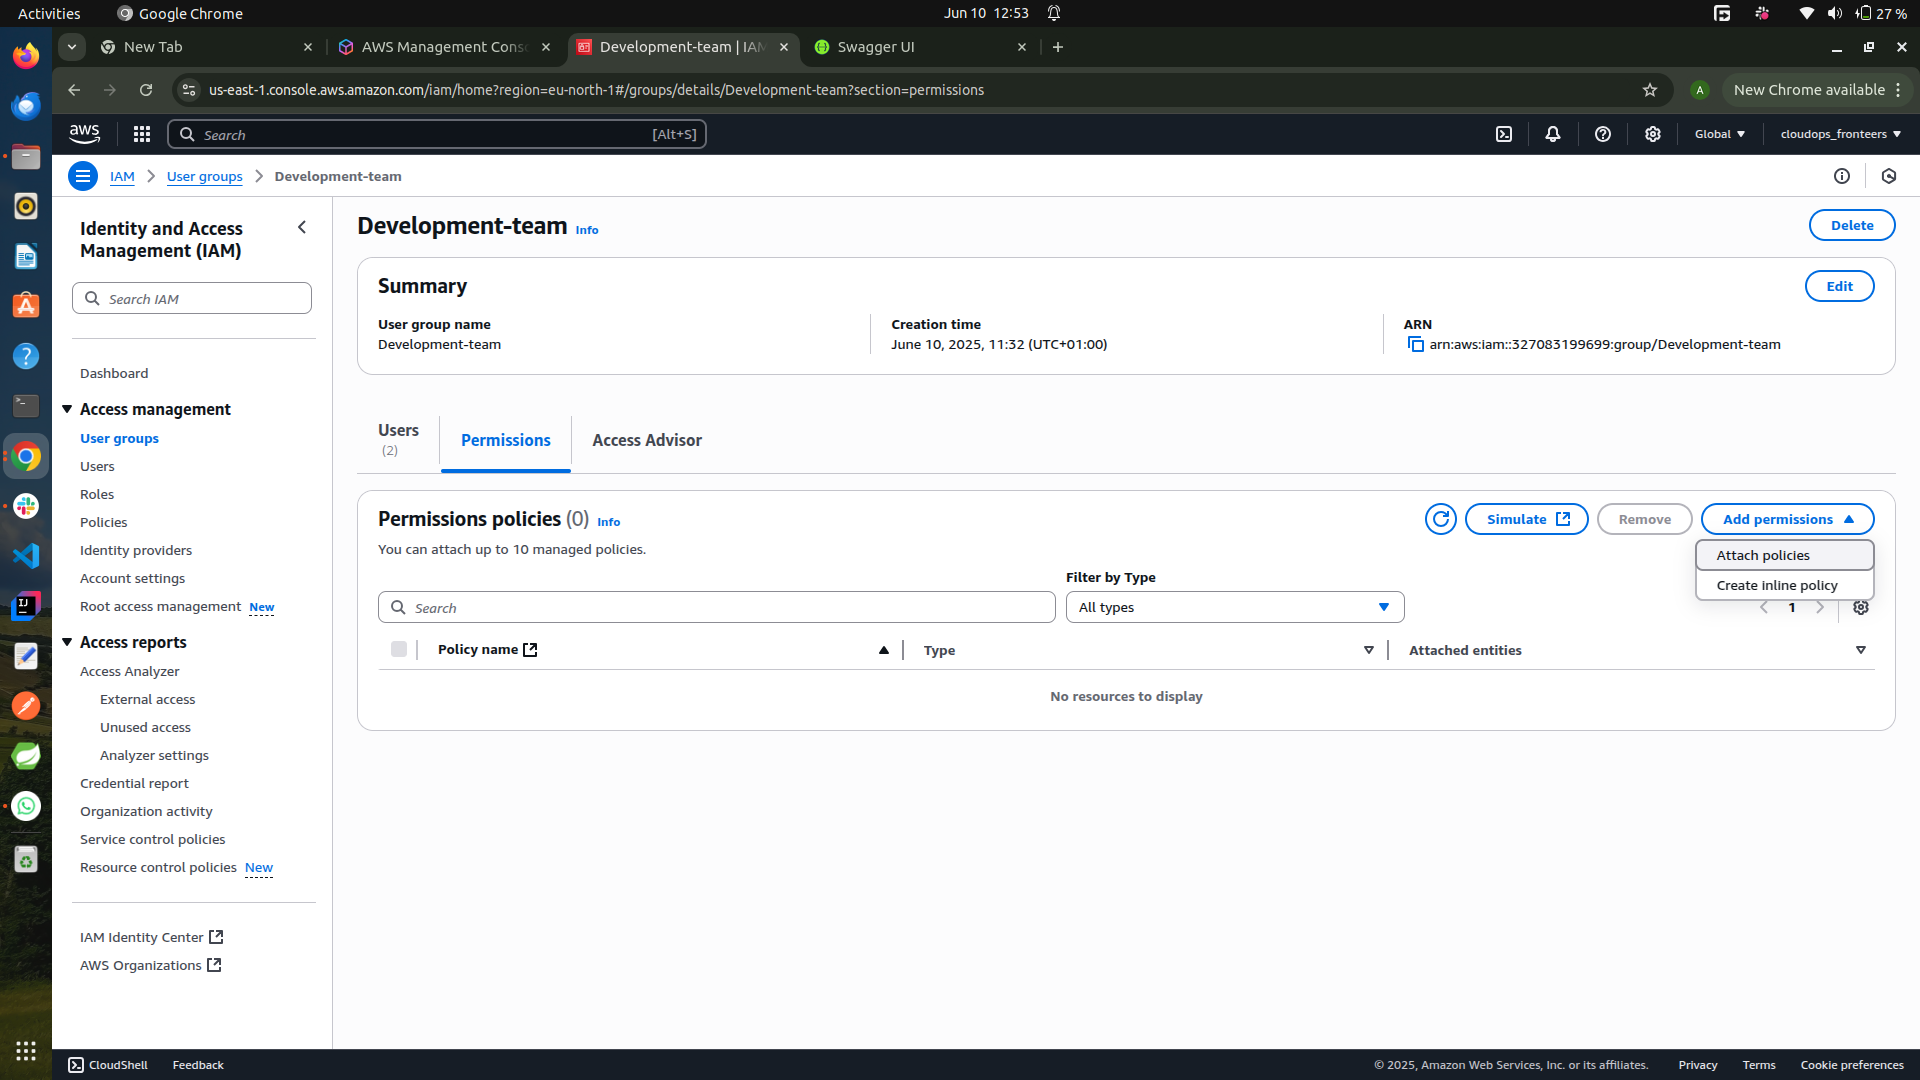 Activities
Google Chrome
Jun 10 12:53
27 %
New Tab
AWS Management Conso
Development-team | IAM
Swagger UI
us-east-1.console.aws.amazon.com/iam/home?region=eu-north-1#/groups/details/Development-team?section=permissions
A
New Chrome available
aws
Search
[Alt+S]
Global
cloudops_fronteers
IAM
User groups
Development-team
Identity and Access
Management (IAM)
Search IAM
Dashboard
Access management
User groups
Users
Roles
Policies
Identity providers
Account settings
Root access management New
Access reports
Access Analyzer
External access
Unused access
Analyzer settings
Credential report
Organization activity
Service control policies
Resource control policies New
IAM Identity Center
AWS Organizations
Development-team Info
Delete
Summary
Edit
User group name
Development-team
Creation time
June 10, 2025, 11:32 (UTC+01:00)
ARN
arn:aws:iam::327083199699:group/Development-team
Users
(2)
Permissions
Access Advisor
Permissions policies (0) Info
You can attach up to 10 managed policies.
Simulate
Remove
Add permissions
Attach policies
Create inline policy
Filter by Type
Search
All types
1
Policy name
Type
Attached entities
No resources to display
CloudShell
Feedback
© 2025, Amazon Web Services, Inc. or its affiliates.
Privacy
Terms
Cookie preferences